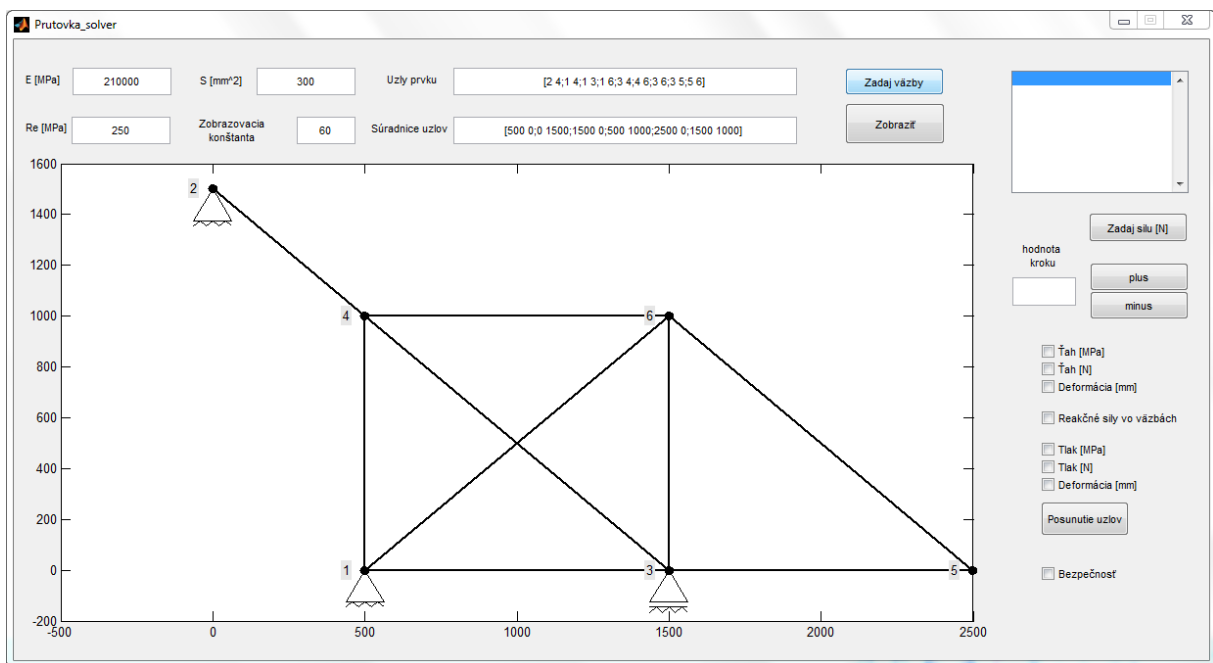 Prutovka_solver
E [MPa] 210000 S [mm^2] 300 Uzly prvku [2 4;1 4;1 3;1 6;3 4;4 6;3 6;3 5;5 6] Zadaj väzby
Re [MPa] 250 Zobrazovacia konštanta 60 Súradnice uzlov [500 0;0 1500;1500 0;500 1000;2500 0;1500 1000] Zobraziť
1600
2
1400
1200
1000
4
6
800
600
400
200
0
1
3
5
-200
-500
0
500
1000
1500
2000
2500
Zadaj silu [N]
hodnota
kroku
plus
minus
Ťah [MPa]
Ťah [N]
Deformácia [mm]
Reakčné sily vo väzbách
Tlak [MPa]
Tlak [N]
Deformácia [mm]
Posunutie uzlov
Bezpečnosť